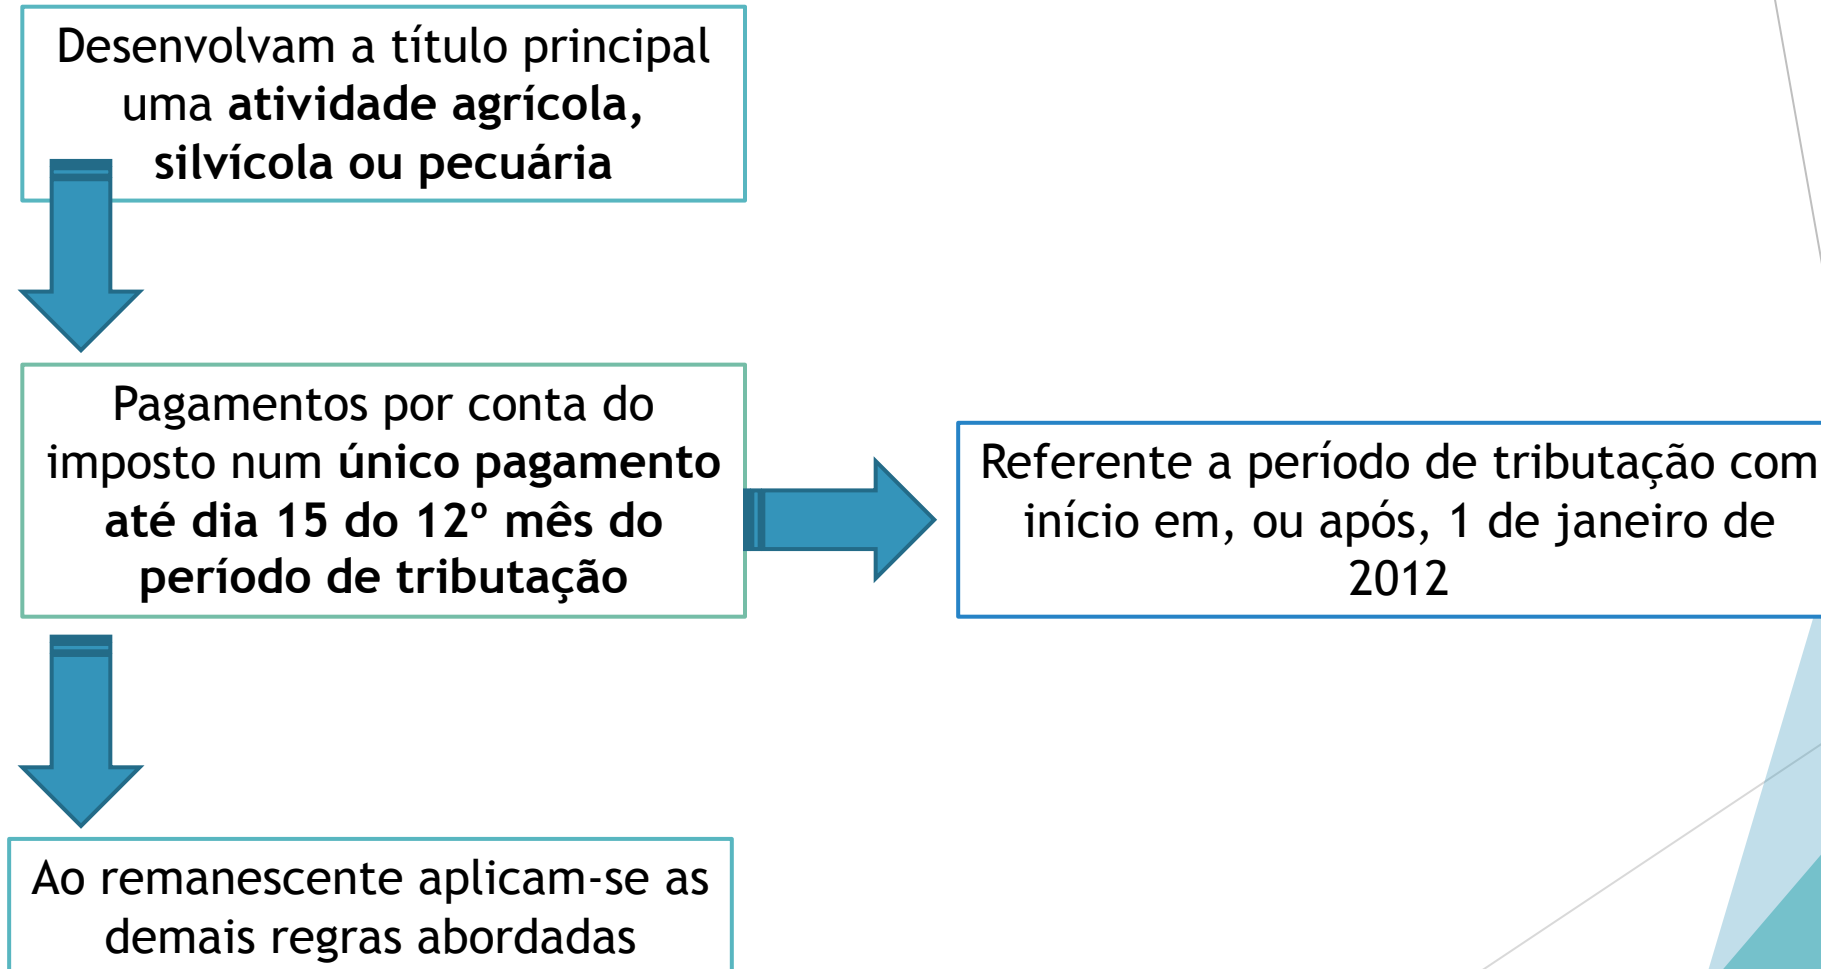 Desenvolvam a título principal
uma atividade agrícola,
silvícola ou pecuária
Pagamentos por conta do
imposto num único pagamento
até dia 15 do 12º mês do
período de tributação
Referente a período de tributação com
início em, ou após, 1 de janeiro de
2012
Ao remanescente aplicam-se as
demais regras abordadas